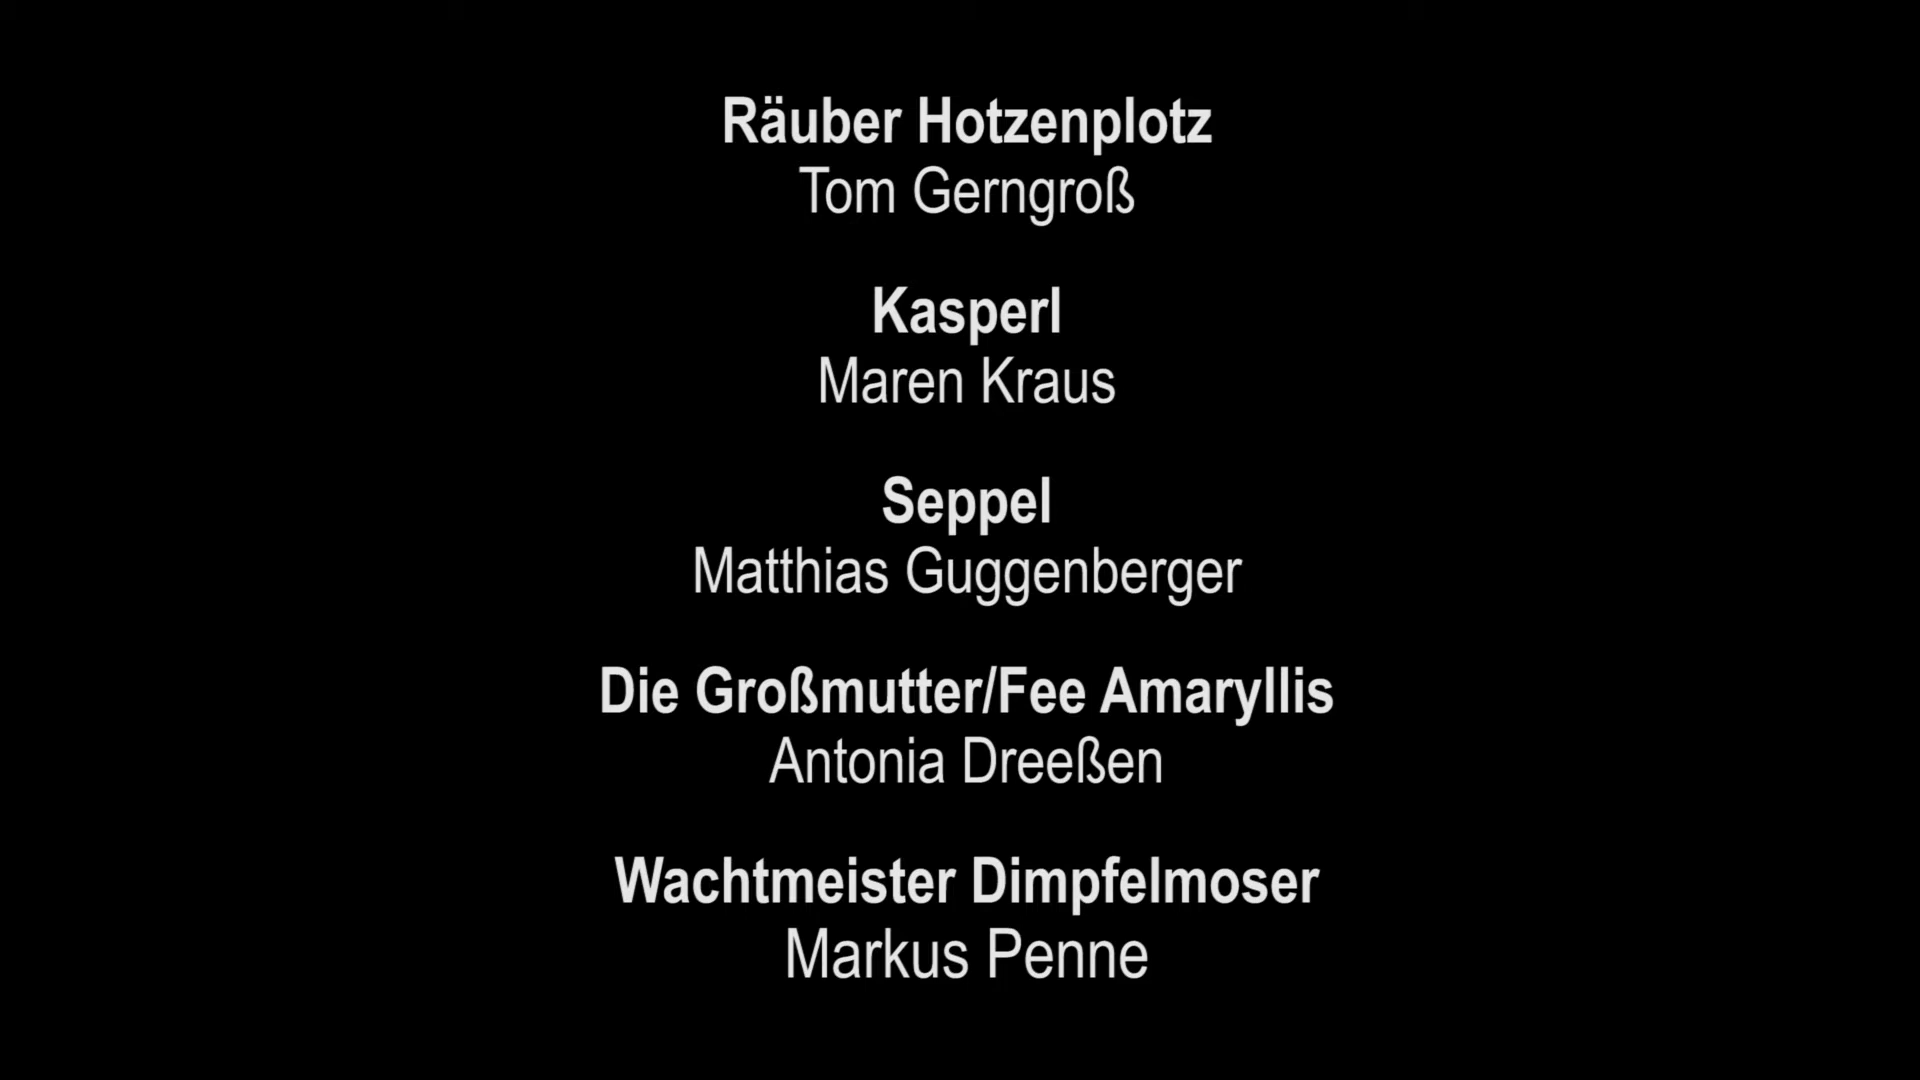 Räuber Hotzenplotz
Tom Gerngroß
Kasperl
Maren Kraus
Seppel
Matthias Guggenberger
Die Großmutter/Fee Amaryllis
Antonia Dreeßen
Wachtmeister Dimpfelmoser
Markus Penne